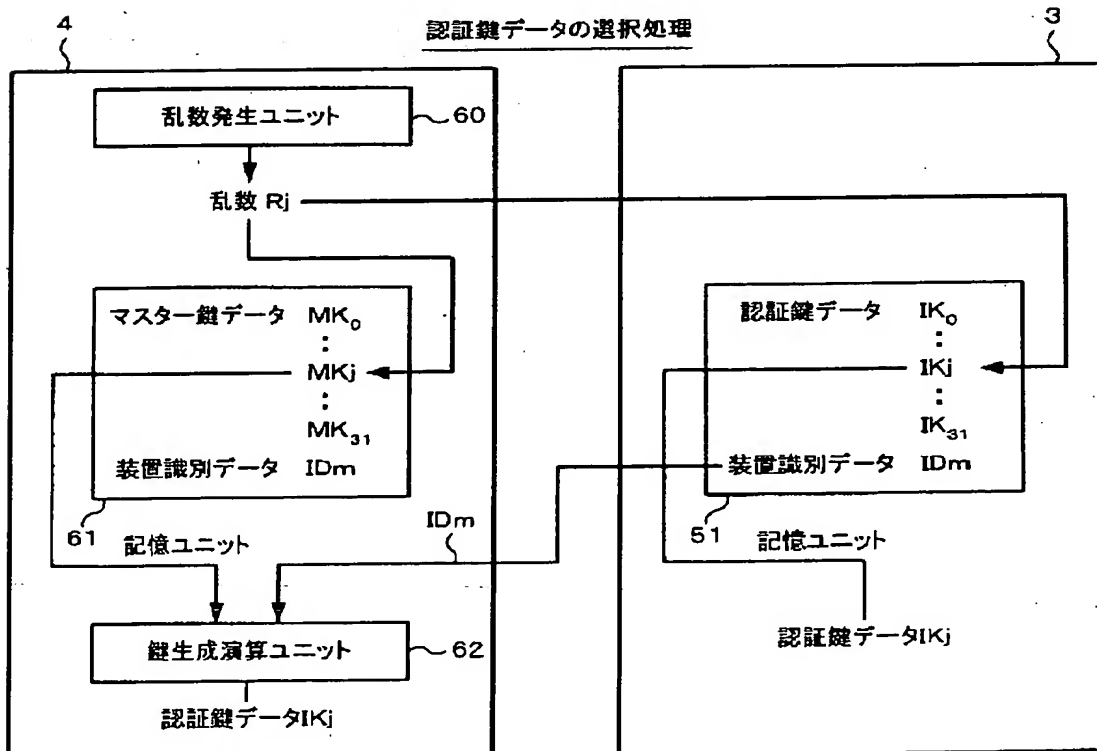 認証鍵データの選択処理
4
3
乱数発生ユニット
60
乱数 Rj
マスター鍵データ MK0
:
MKj
:
MK31
装置識別データ IDm
61
記憶ユニット
IDm
鍵生成演算ユニット
62
認証鍵データIKj
認証鍵データ IK0
:
IKj
:
IK31
装置識別データ IDm
51
記憶ユニット
認証鍵データIKj